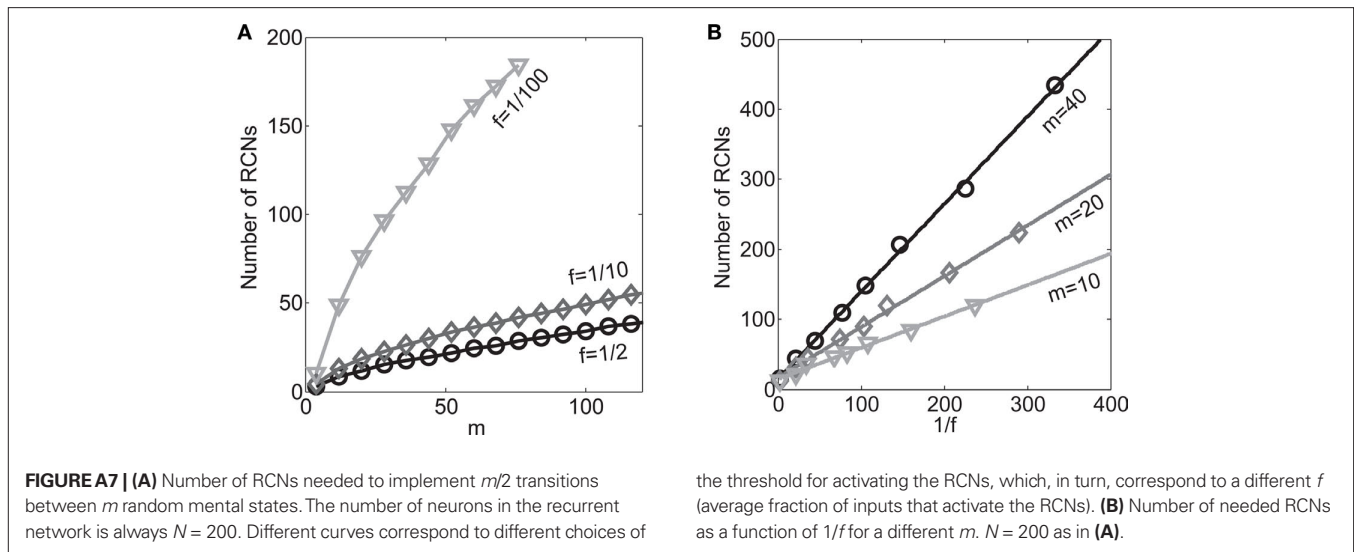 A
200
150
100
50
0
Number of RCNs
f=1/100
f=1/10
f=1/2
0
50
100
m
B
500
400
300
200
100
0
Number of RCNs
m=40
m=20
m=10
0
100
200
300
400
1/f
FIGURE A7 | (A) Number of RCNs needed to implement m/2 transitions
between m random mental states. The number of neurons in the recurrent
network is always N = 200. Different curves correspond to different choices of
the threshold for activating the RCNs, which, in turn, correspond to a different f
(average fraction of inputs that activate the RCNs). (B) Number of needed RCNs
as a function of 1/f for a different m. N = 200 as in (A).